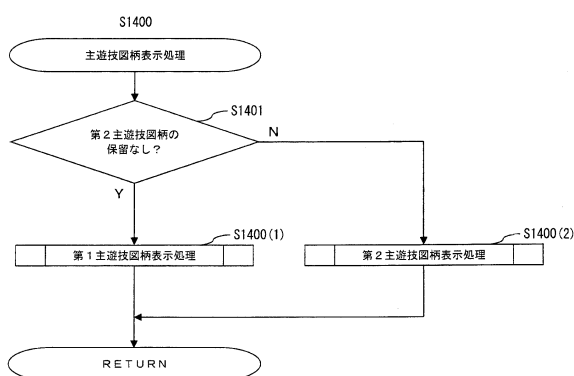 S1400
主遊技図柄表示処理
S1401
第2主遊技図柄の
保留なし？
N
Y
S1400(1)
第1主遊技図柄表示処理
S1400(2)
第2主遊技図柄表示処理
RETURN